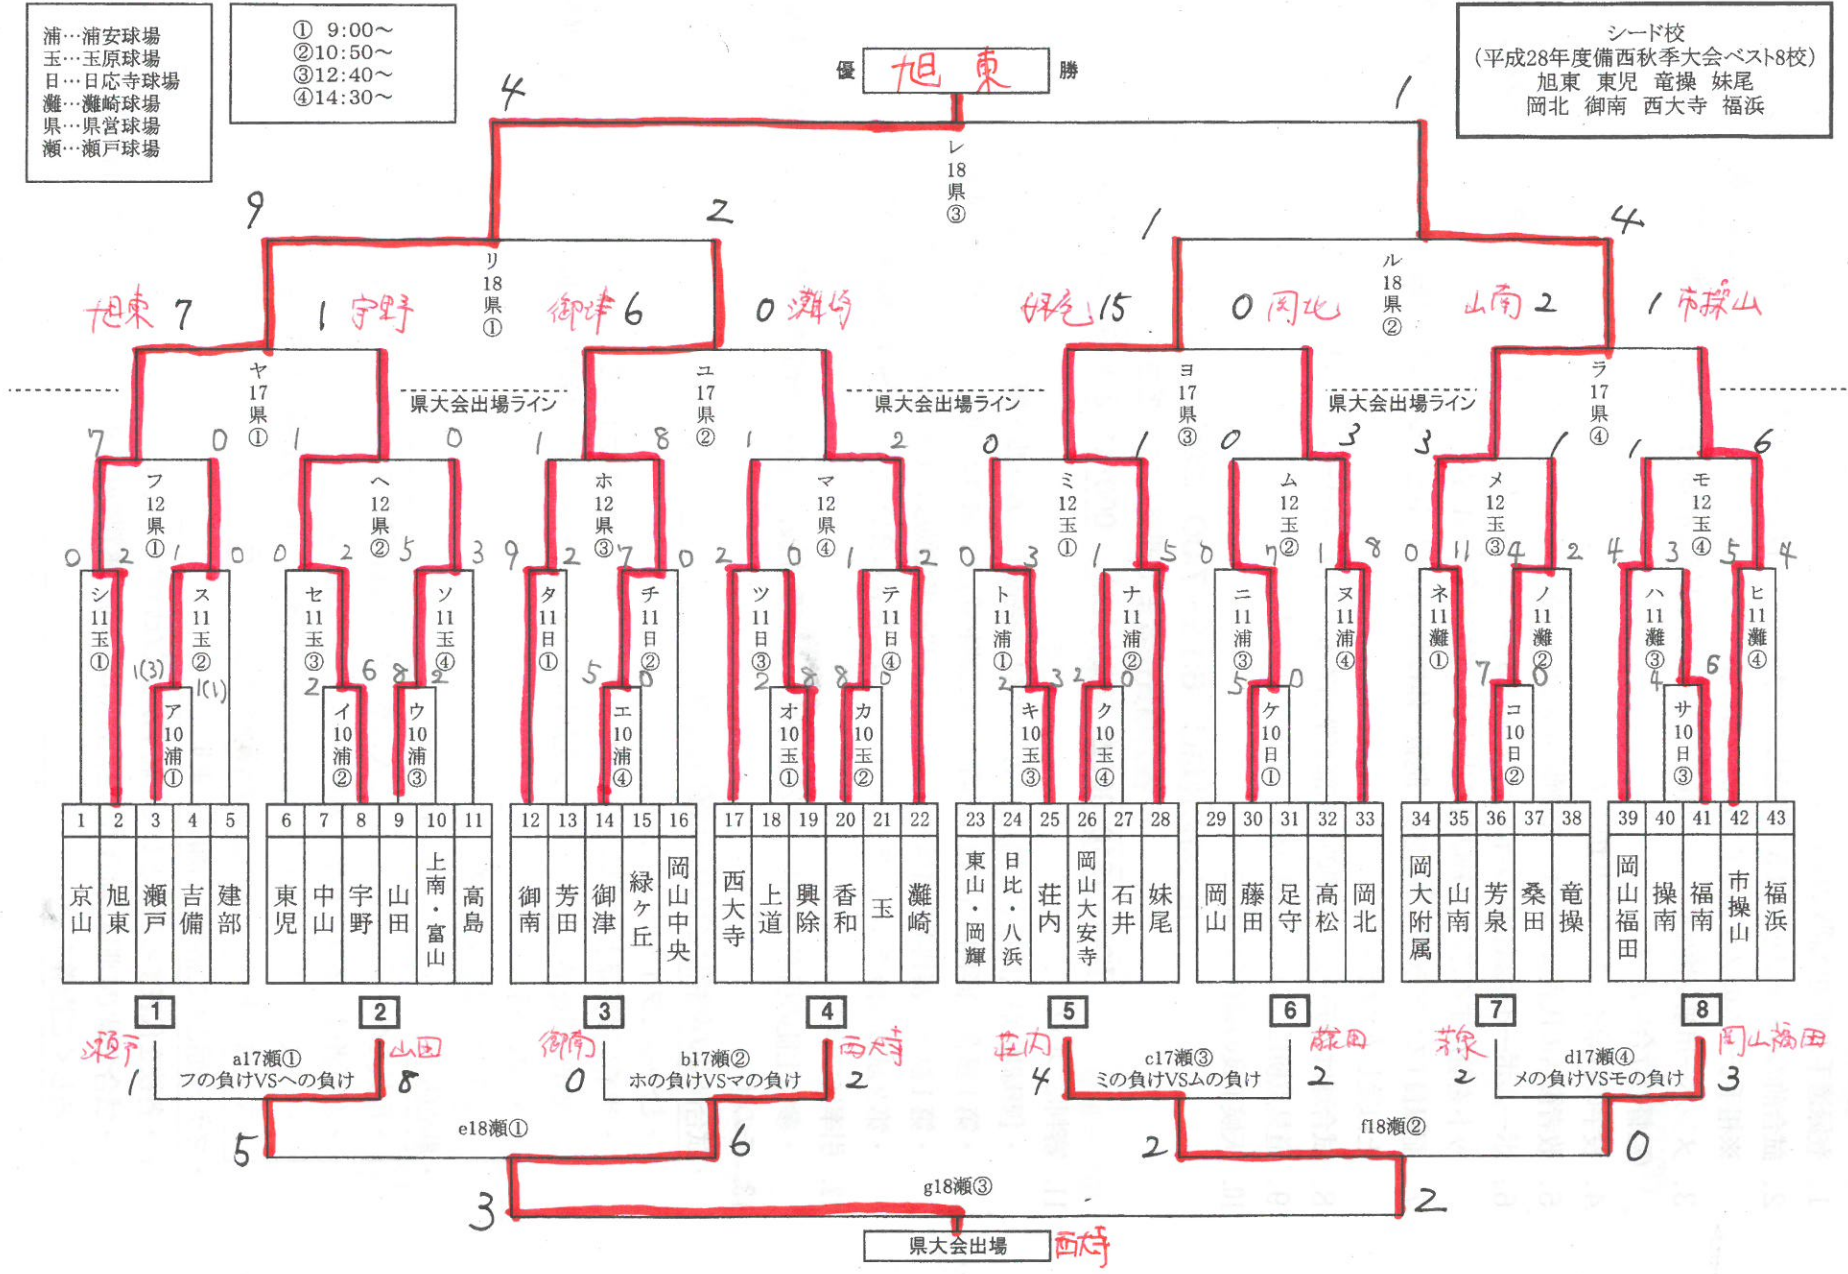 浦…浦安球場
玉…玉原球場
日…日応寺球場
灘…灘崎球場
県…県営球場
瀬…瀬戸球場
① 9:00～
②10:50～
③12:40～
④14:30～
優 旭東 勝
シード校
(平成28年度備西秋季大会ベスト8校)
旭東 東児 竜操 妹尾
岡北 御南 西大寺 福浜
4 1
レ 18 県 ③
9 2 1 4
リ 18 県 ①
ル 18 県 ②
旭東 7 1 宇野 御津 6 0 灘崎 妹尾 15 0 岡北 山南 2 1 市操山
ヤ 17 県 ①
ユ 17 県 ②
ヨ 17 県 ③
ラ 17 県 ④
県大会出場ライン 県大会出場ライン 県大会出場ライン
7 0 1 0 1 8 1 2 0 1 0 3 3 1 1 6
フ 12 県 ①
ヘ 12 県 ②
ホ 12 県 ③
マ 12 県 ④
ミ 12 玉 ①
ム 12 玉 ②
メ 12 玉 ③
モ 12 玉 ④
0 2 1 0 0 2 5 3 9 2 7 0 2 0 1 2 0 3 1 5 0 7 1 8 0 11 4 2 4 3 5 4
シ 11 玉 ①
ス 11 玉 ②
セ 11 玉 ③
ソ 11 玉 ④
タ 11 日 ①
チ 11 日 ②
ツ 11 日 ③
テ 11 日 ④
ト 11 浦 ①
ナ 11 浦 ②
ニ 11 浦 ③
ヌ 11 浦 ④
ネ 11 灘 ①
ノ 11 灘 ②
ハ 11 灘 ③
ヒ 11 灘 ④
1(3) 1(1) 2 6 8 2 5 0 2 8 8 0 2 3 2 0 5 0 7 0 4 6
ア 10 浦 ①
イ 10 浦 ②
ウ 10 浦 ③
エ 10 浦 ④
オ 10 玉 ①
カ 10 玉 ②
キ 10 玉 ③
ク 10 玉 ④
ケ 10 日 ①
コ 10 日 ②
サ 10 日 ③
1 2 3 4 5 6 7 8 9 10 11 12 13 14 15 16 17 18 19 20 21 22 23 24 25 26 27 28 29 30 31 32 33 34 35 36 37 38 39 40 41 42 43
京山 旭東 瀬戸 吉備 建部 東児 中山 宇野 山田 上南・富山 高島 御南 芳田 御津 緑ヶ丘 岡山中央 西大寺 上道 興除 香和 玉 灘崎 東山・岡輝 日比・八浜 荘内 岡山大安寺 石井 妹尾 岡山 藤田 足守 高松 岡北 岡大附属 山南 芳泉 桑田 竜操 岡山福田 操南 福南 市操山 福浜
1 2 3 4 5 6 7 8
瀬戸 a17瀬① 山田 御南 b17瀬② 西大寺 荘内 c17瀬③ 藤田 芳泉 d17瀬④ 岡山福田
1 フの負けVSヘの負け 8 0 ホの負けVSマの負け 2 4 ミの負けVSムの負け 2 2 メの負けVSモの負け 3
5 e18瀬① 6 2 f18瀬② 0
3 g18瀬③ 2
県大会出場 西大寺